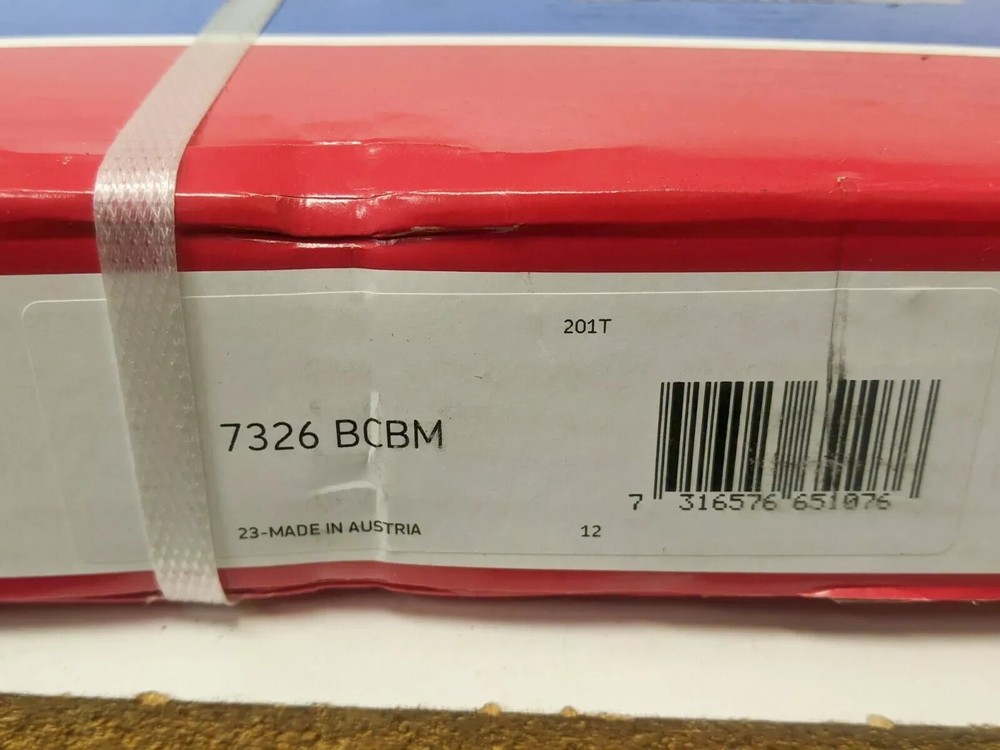 201T
7326 BCBM
7 316576 651076
23-MADE IN AUSTRIA
12